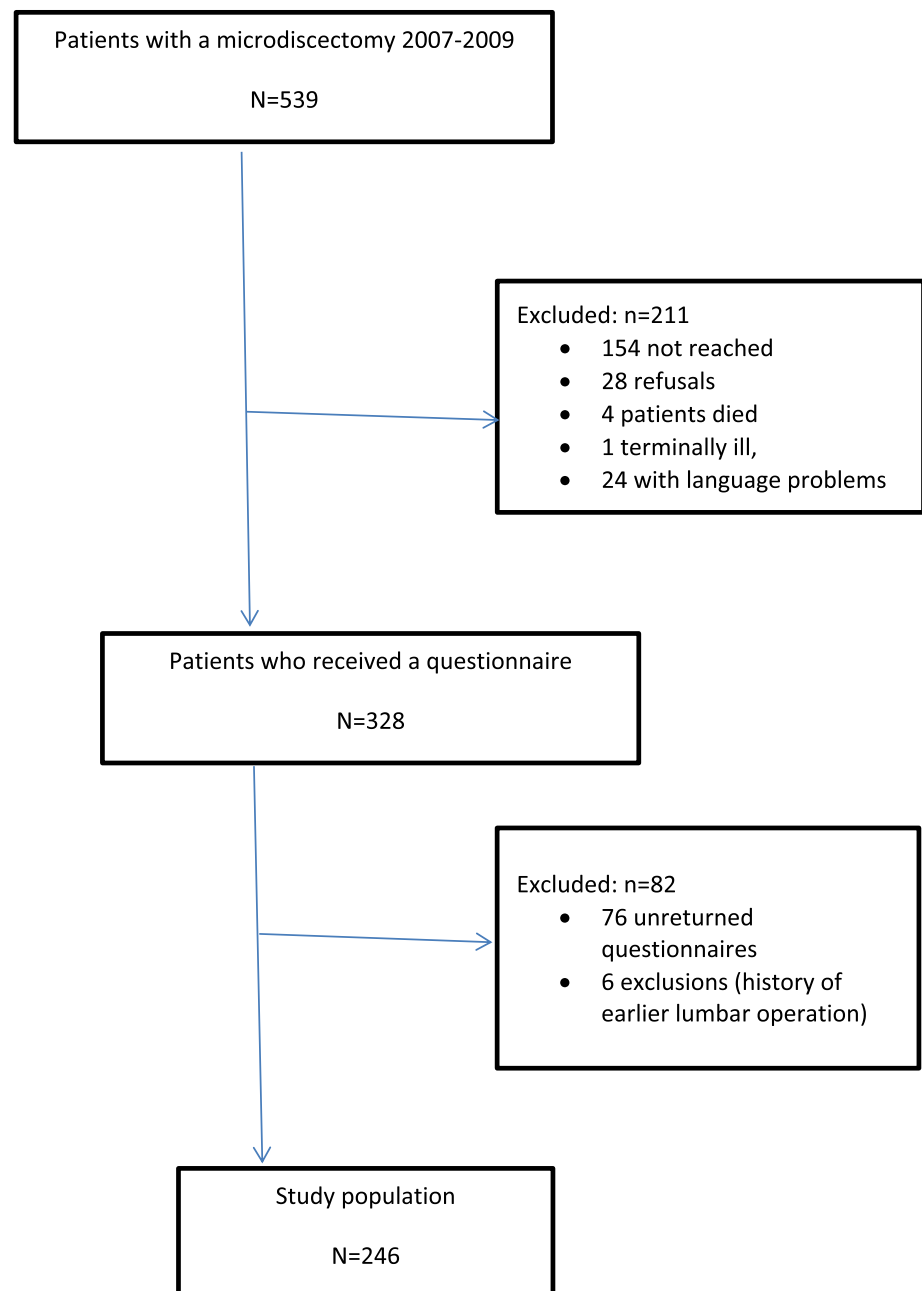 Patients with a microdiscectomy 2007-2009
N=539
Excluded: n=211
• 154 not reached
• 28 refusals
• 4 patients died
• 1 terminally ill,
• 24 with language problems
Patients who received a questionnaire
N=328
Excluded: n=82
• 76 unreturned
questionnaires
• 6 exclusions (history of
earlier lumbar operation)
Study population
N=246